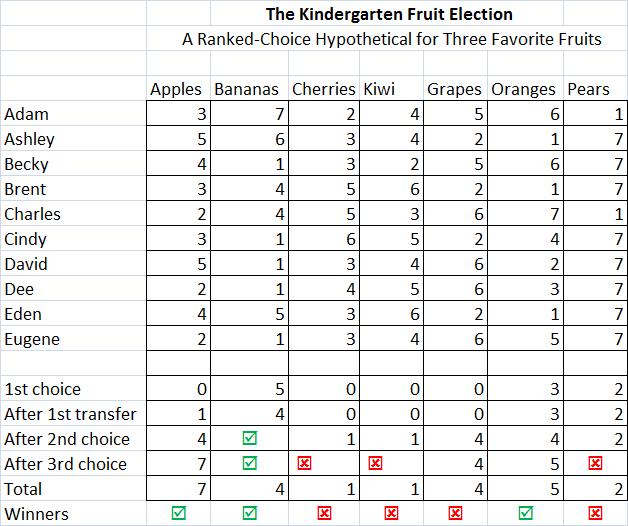 The Kindergarten Fruit Election
A Ranked-Choice Hypothetical for Three Favorite Fruits
Apples Bananas Cherries Kiwi Grapes Oranges Pears
Adam 3 7 2 4 5 6 1
Ashley 5 6 3 4 2 1 7
Becky 4 1 3 2 5 6 7
Brent 3 4 5 6 2 1 7
Charles 2 4 5 3 6 7 1
Cindy 3 1 6 5 2 4 7
David 5 1 3 4 6 2 7
Dee 2 1 4 5 6 3 7
Eden 4 5 3 6 2 1 7
Eugene 2 1 3 4 6 5 7
1st choice 0 5 0 0 0 3 2
After 1st transfer 1 4 0 0 0 3 2
After 2nd choice 4 1 1 4 4 2
After 3rd choice 7 4 5
Total 7 4 1 1 4 5 2
Winners